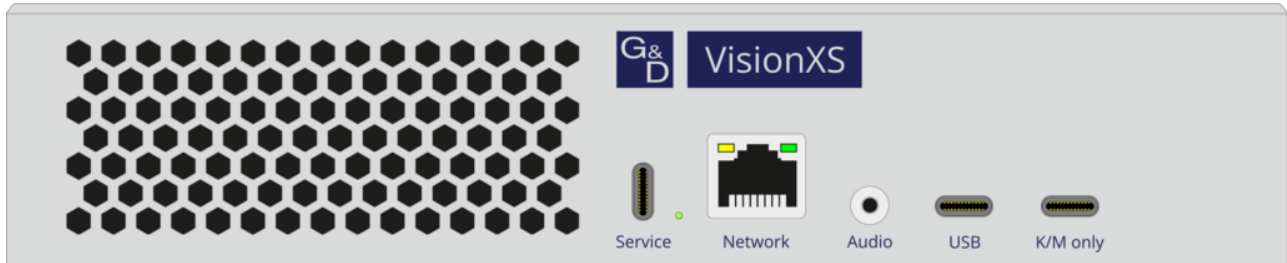 G&D
VisionXS
Service
Network
Audio
USB
K/M only